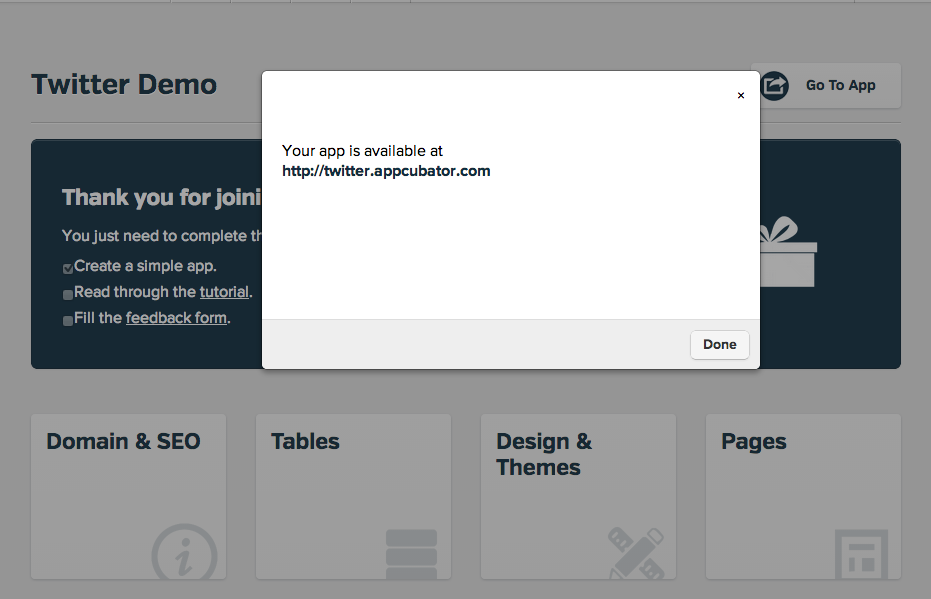 Twitter Demo
Go To App
×
Your app is available at
http://twitter.appcubator.com
Thank you for joini
You just need to complete th
Create a simple app.
Read through the tutorial.
Fill the feedback form.
Done
Domain & SEO
Tables
Design &
Themes
Pages